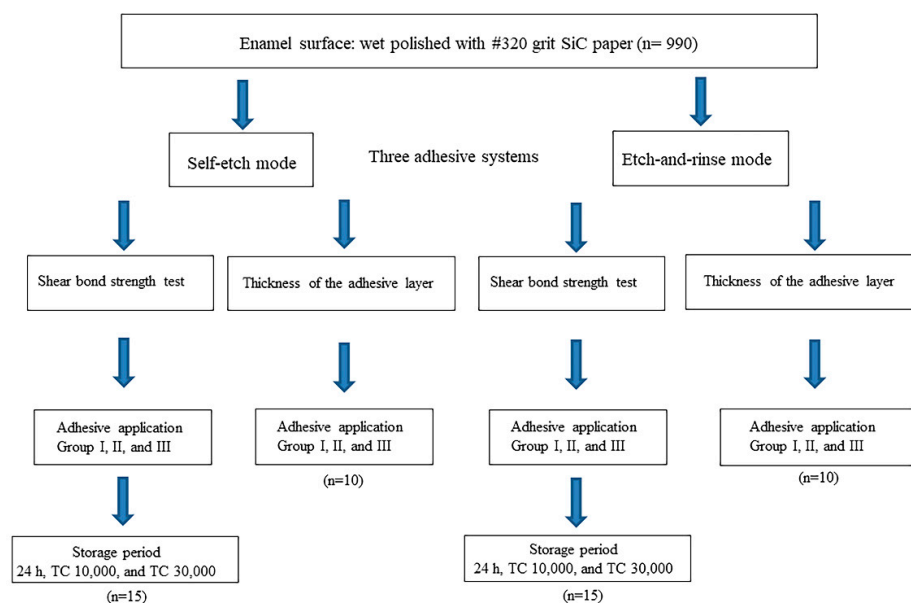 Enamel surface: wet polished with #320 grit SiC paper (n= 990)
Self-etch mode
Three adhesive systems
Etch-and-rinse mode
Shear bond strength test
Thickness of the adhesive layer
Shear bond strength test
Thickness of the adhesive layer
Adhesive application
Group I, II, and III
Adhesive application
Group I, II, and III
(n=10)
Adhesive application
Group I, II, and III
Adhesive application
Group I, II, and III
(n=10)
Storage period
24 h, TC 10,000, and TC 30,000
(n=15)
Storage period
24 h, TC 10,000, and TC 30,000
(n=15)